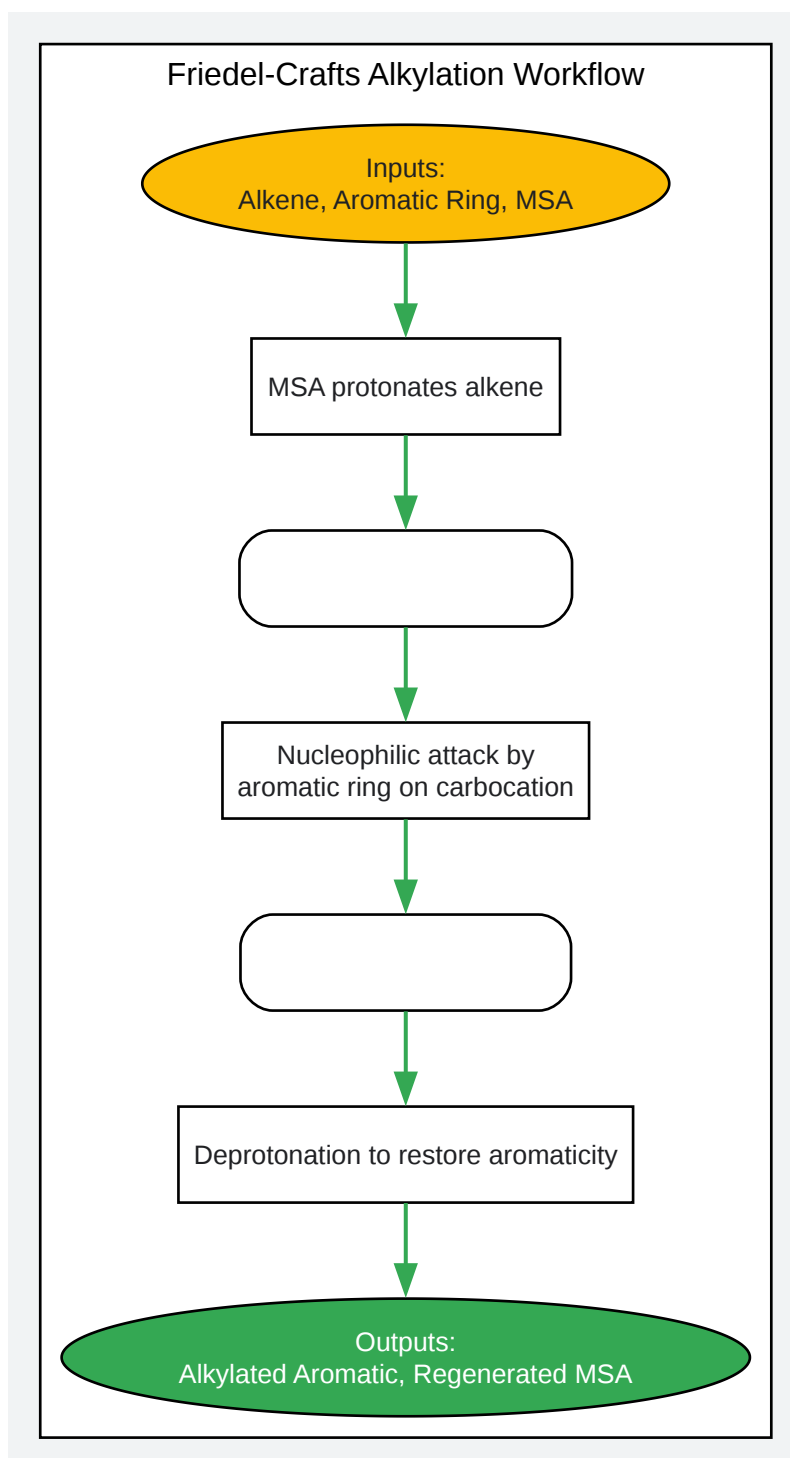 Friedel-Crafts Alkylation Workflow
Inputs:
Alkene, Aromatic Ring, MSA
MSA protonates alkene
Nucleophilic attack by
aromatic ring on carbocation
Deprotonation to restore aromaticity
Outputs:
Alkylated Aromatic, Regenerated MSA